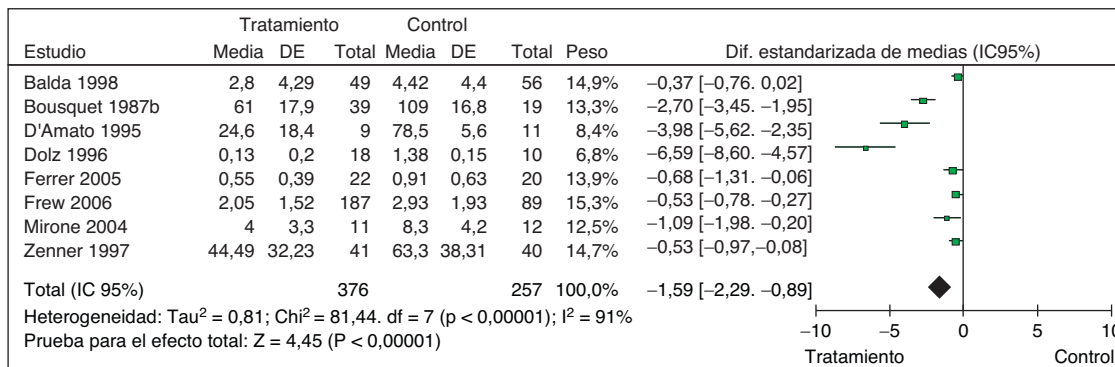 Tratamiento Control
Estudio Media DE Total Media DE Total Peso Dif. estandarizada de medias (IC95%)
Balda 1998 2,8 4,29 49 4,42 4,4 56 14,9% –0,37 [–0,76. 0,02]
Bousquet 1987b 61 17,9 39 109 16,8 19 13,3% –2,70 [–3,45. –1,95]
D'Amato 1995 24,6 18,4 9 78,5 5,6 11 8,4% –3,98 [–5,62. –2,35]
Dolz 1996 0,13 0,2 18 1,38 0,15 10 6,8% –6,59 [–8,60. –4,57]
Ferrer 2005 0,55 0,39 22 0,91 0,63 20 13,9% –0,68 [–1,31. –0,06]
Frew 2006 2,05 1,52 187 2,93 1,93 89 15,3% –0,53 [–0,78. –0,27]
Mirone 2004 4 3,3 11 8,3 4,2 12 12,5% –1,09 [–1,98. –0,20]
Zenner 1997 44,49 32,23 41 63,3 38,31 40 14,7% –0,53 [–0,97,–0,08]
Total (IC 95%) 376 257 100,0% –1,59 [–2,29. –0,89]
Heterogeneidad: Tau² = 0,81; Chi² = 81,44. df = 7 (p < 0,00001); I² = 91%
Prueba para el efecto total: Z = 4,45 (P < 0,00001)
–10 –5 0 5 10
Tratamiento Control